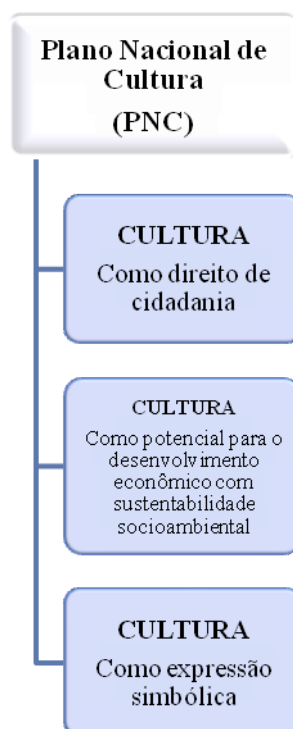 Plano Nacional de
Cultura
(PNC)
CULTURA
Como direito de
cidadania
CULTURA
Como potencial para o
desenvolvimento
econômico com
sustentabilidade
socioambiental
CULTURA
Como expressão
simbólica